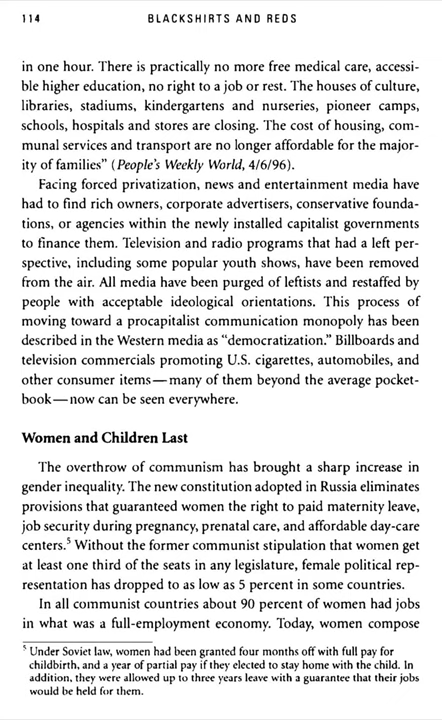 114 BLACKSHIRTS AND REDS
in one hour. There is practically no more free medical care, accessi-
ble higher education, no right to a job or rest. The houses of culture,
libraries, stadiums, kindergartens and nurseries, pioneer camps,
schools, hospitals and stores are closing. The cost of housing, com-
munal services and transport are no longer affordable for the major-
ity of families” (People’s Weekly World, 4/6/96).
Facing forced privatization, news and entertainment media have
had to find rich owners, corporate advertisers, conservative founda-
tions, or agencies within the newly installed capitalist governments
to finance them. Television and radio programs that had a left per-
spective, including some popular youth shows, have been removed
from the air. All media have been purged of leftists and restaffed by
people with acceptable ideological orientations. This process of
moving toward a procapitalist communication monopoly has been
described in the Western media as “democratization.” Billboards and
television commercials promoting U.S. cigarettes, automobiles, and
other consumer items—many of them beyond the average pocket-
book—now can be seen everywhere.
Women and Children Last
The overthrow of communism has brought a sharp increase in
gender inequality. The new constitution adopted in Russia eliminates
provisions that guaranteed women the right to paid maternity leave,
job security during pregnancy, prenatal care, and affordable day-care
centers.⁵ Without the former communist stipulation that women get
at least one third of the seats in any legislature, female political rep-
resentation has dropped to as low as 5 percent in some countries.
In all communist countries about 90 percent of women had jobs
in what was a full-employment economy. Today, women compose
⁵ Under Soviet law, women had been granted four months off with full pay for
childbirth, and a year of partial pay if they elected to stay home with the child. In
addition, they were allowed up to three years leave with a guarantee that their jobs
would be held for them.